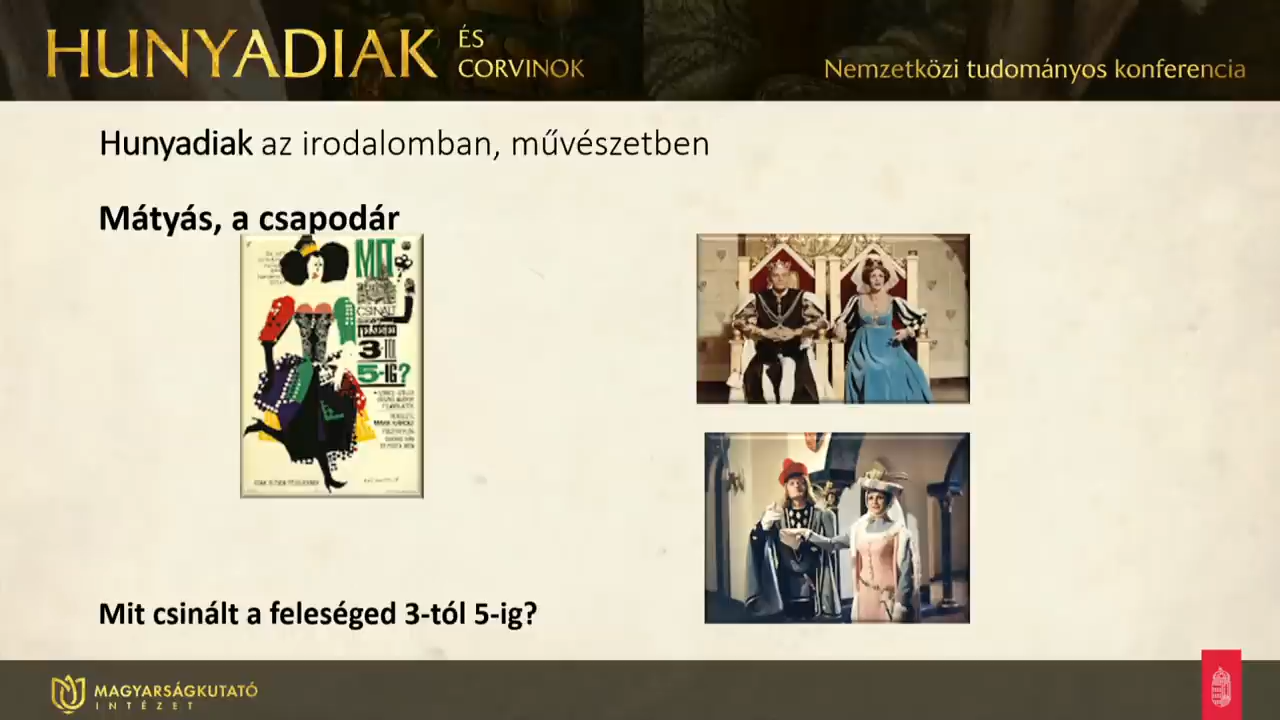 HUNYADIAK
ÉS
CORVINOK
Nemzetközi tudományos konferencia
Hunyadiak az irodalomban, művészetben
Mátyás, a csapodár
MIT
CSINÁLT
3-TÓL
5-IG?
Mit csinált a feleséged 3-tól 5-ig?
MAGYARSÁGKUTATÓ
INTÉZET